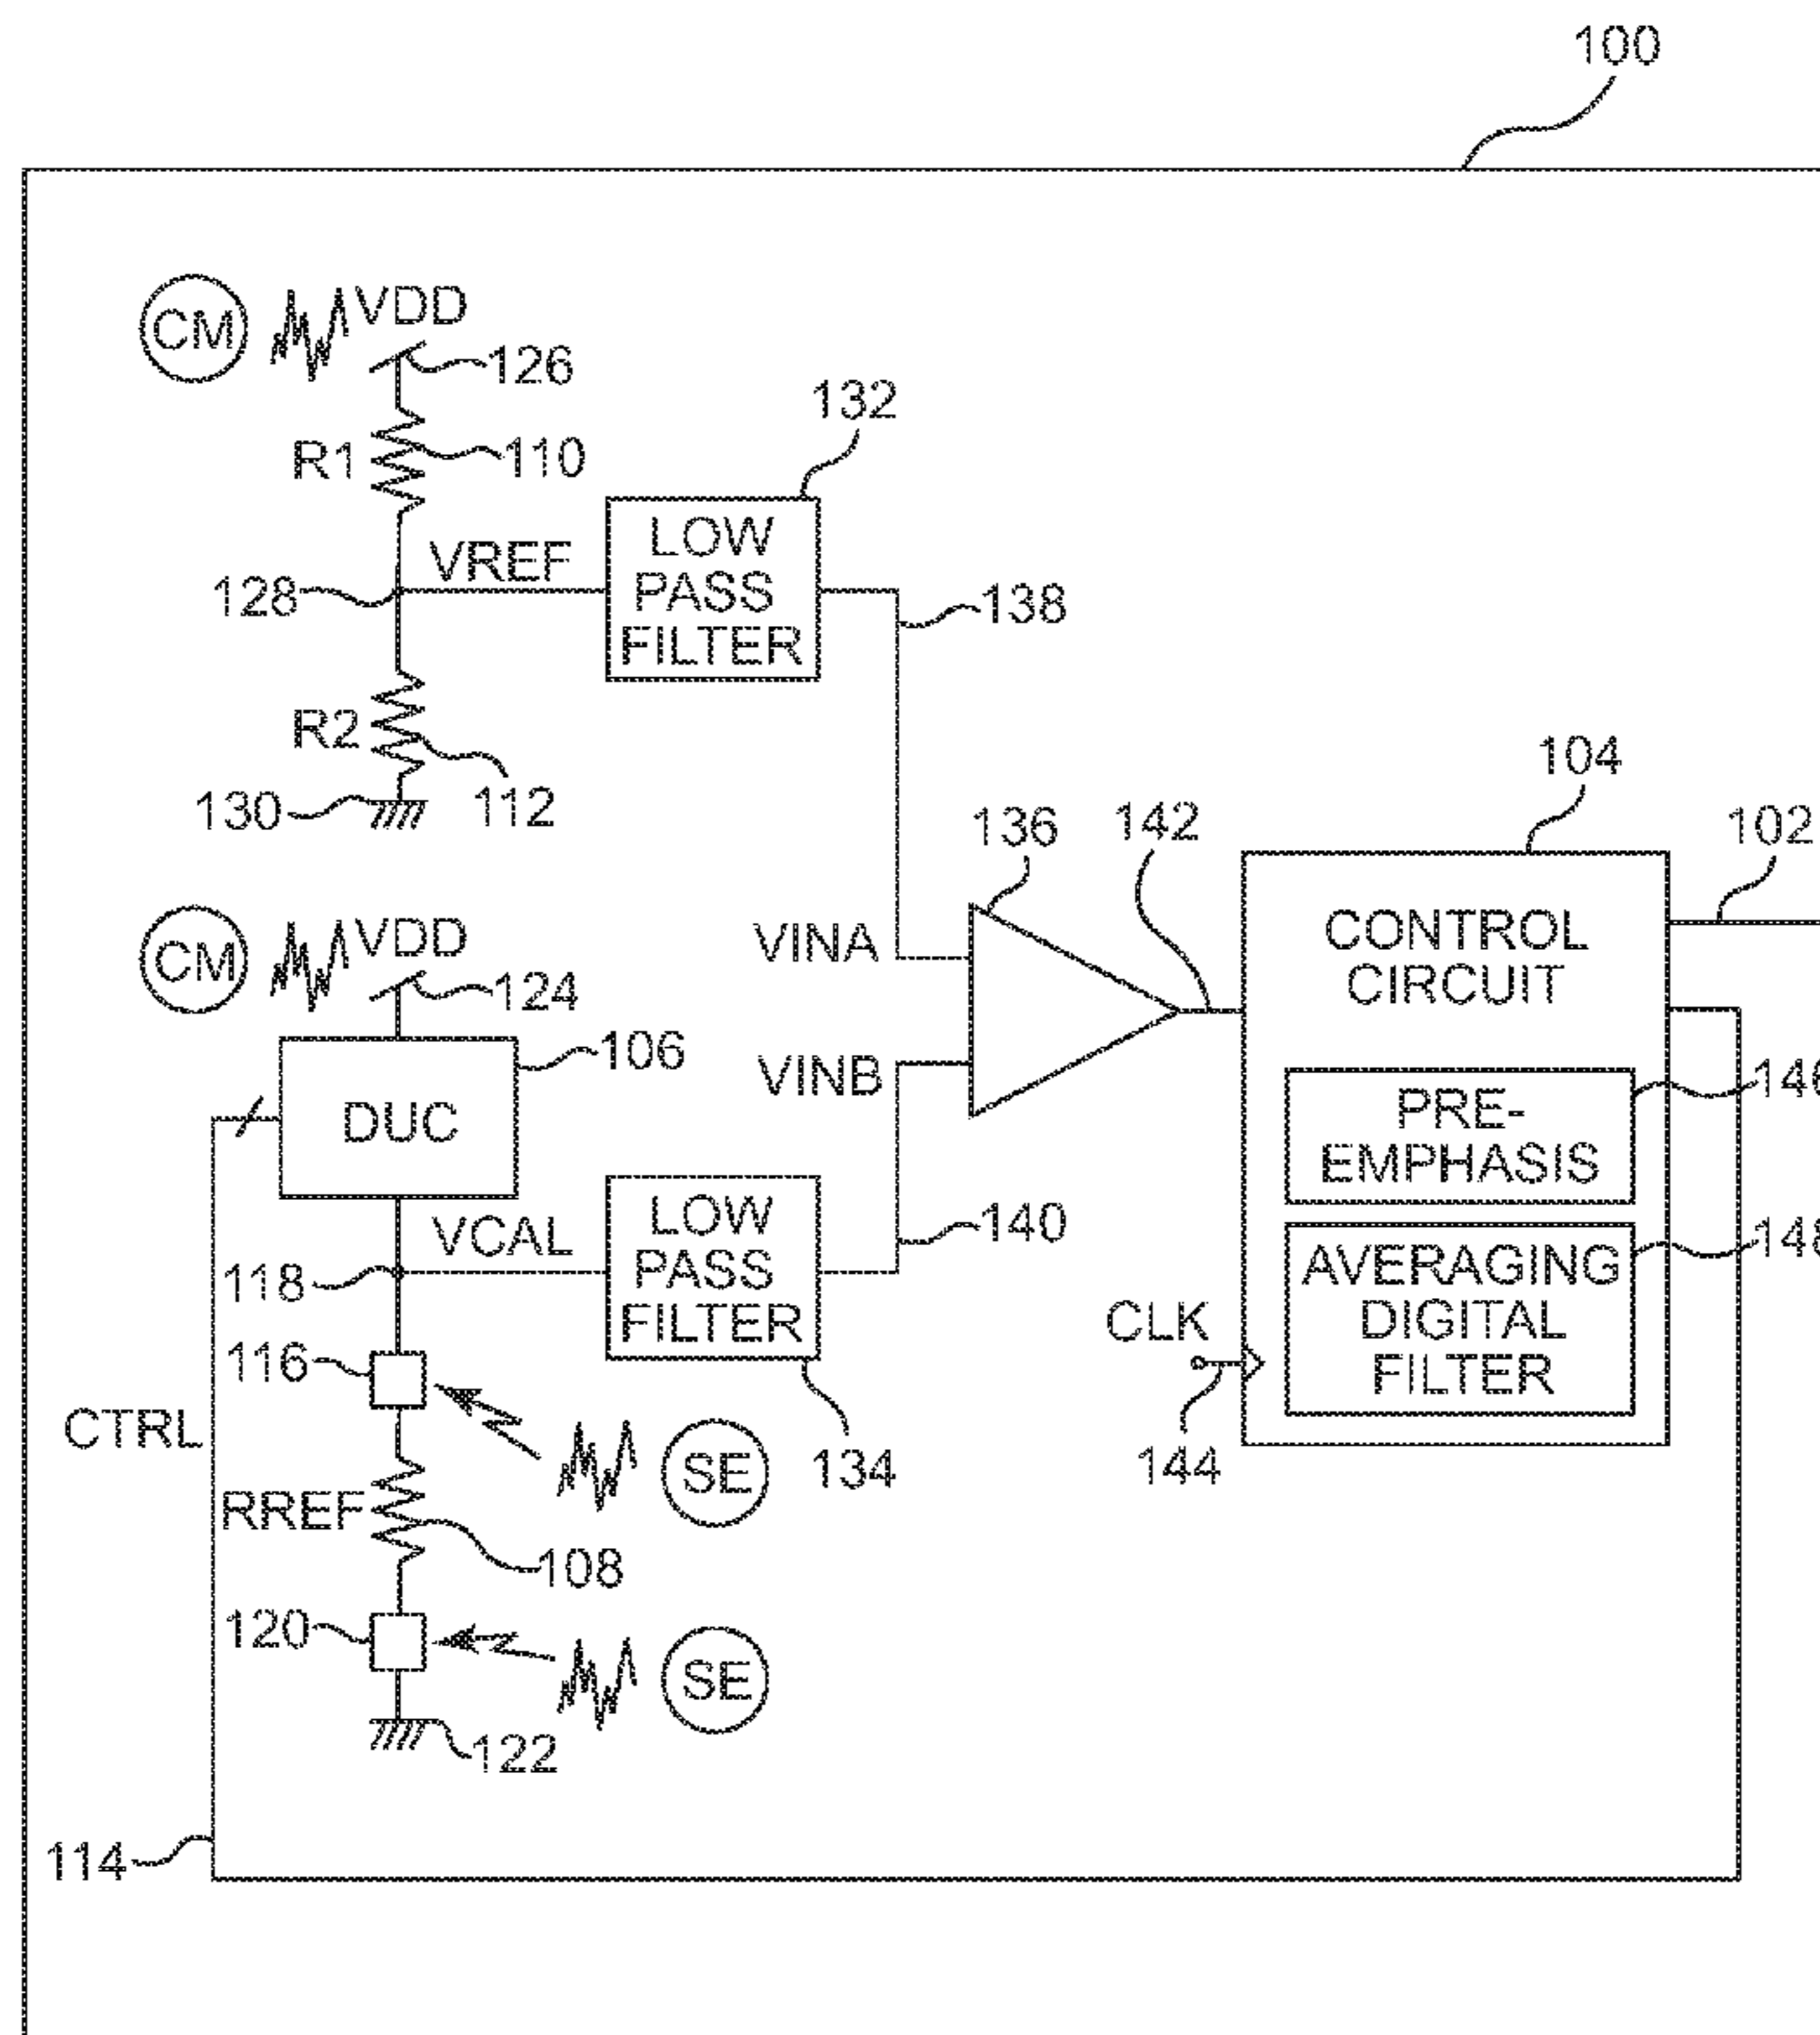 100
CM
VDD
126
R1
110
132
LOW
PASS
FILTER
VREF
128
138
R2
130
112
104
136
142
102
CM
VDD
124
VINA
CONTROL
CIRCUIT
106
DUC
VINB
PRE-
EMPHASIS
VCAL
LOW
PASS
FILTER
140
118
AVERAGING
DIGITAL
FILTER
CLK
116
144
CTRL
SE
134
RREF
108
120
SE
122
114